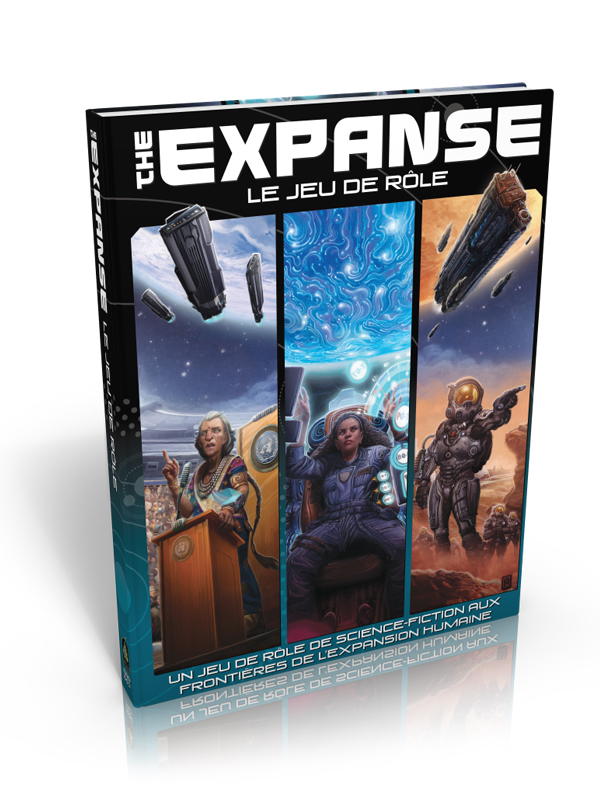 THE EXPANSE
LE JEU DE RÔLE
UN JEU DE RÔLE DE SCIENCE-FICTION AUX
FRONTIÈRES DE L'EXPANSION HUMAINE
THE EXPANSE LE JEU DE RÔLE